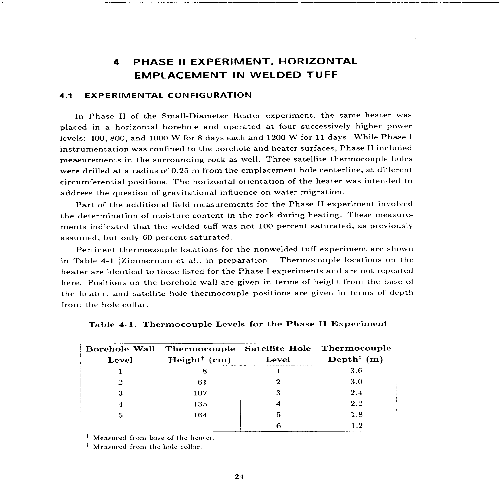 4 PHASE II EXPERIMENT, HORIZONTAL
EMPLACEMENT IN WELDED TUFF
4.1 EXPERIMENTAL CONFIGURATION
In Phase II of the Small-Diameter Heater experiment, the same heater was
placed in a horizontal borehole and operated at four successively higher power
levels: 400, 800, and 1000 W for 8 days each and 1200 W for 11 days. While Phase I
instrumentation was confined to the borehole and heater surfaces, Phase II included
measurements in the surrounding rock as well. Three satellite thermocouple holes
were drilled at a radius of 0.25 m from the emplacement hole centerline, at different
circumferential positions. The horizontal orientation of the heater was intended to
address the question of gravitational influence on water migration.
Part of the additional field measurements for the Phase II experiment involved
the determination of moisture content in the rock during heating. These measure-
ments indicated that the welded tuff was not 100 percent saturated, as previously
assumed, but only 60 percent saturated.
Pertinent thermocouple locations for the nonwelded tuff experiment are shown
in Table 4-1 (Zimmerman et al., in preparation). Thermocouple locations on the
heater are identical to those listed for the Phase I experiments and are not repeated
here. Positions on the borehole wall are given in terms of height from the base of
the heater, and satellite hole thermocouple positions are given in terms of depth
from the hole collar.
Table 4-1. Thermocouple Levels for the Phase II Experiment
Borehole Wall Thermocouple Satellite Hole Thermocouple
Level Height† (cm) Level Depth‡ (m)
1 8 1 3.6
2 61 2 3.0
3 107 3 2.4
4 135 4 2.2
5 164 5 1.8
6 1.2
† Measured from base of the heater.
‡ Measured from the hole collar.
24